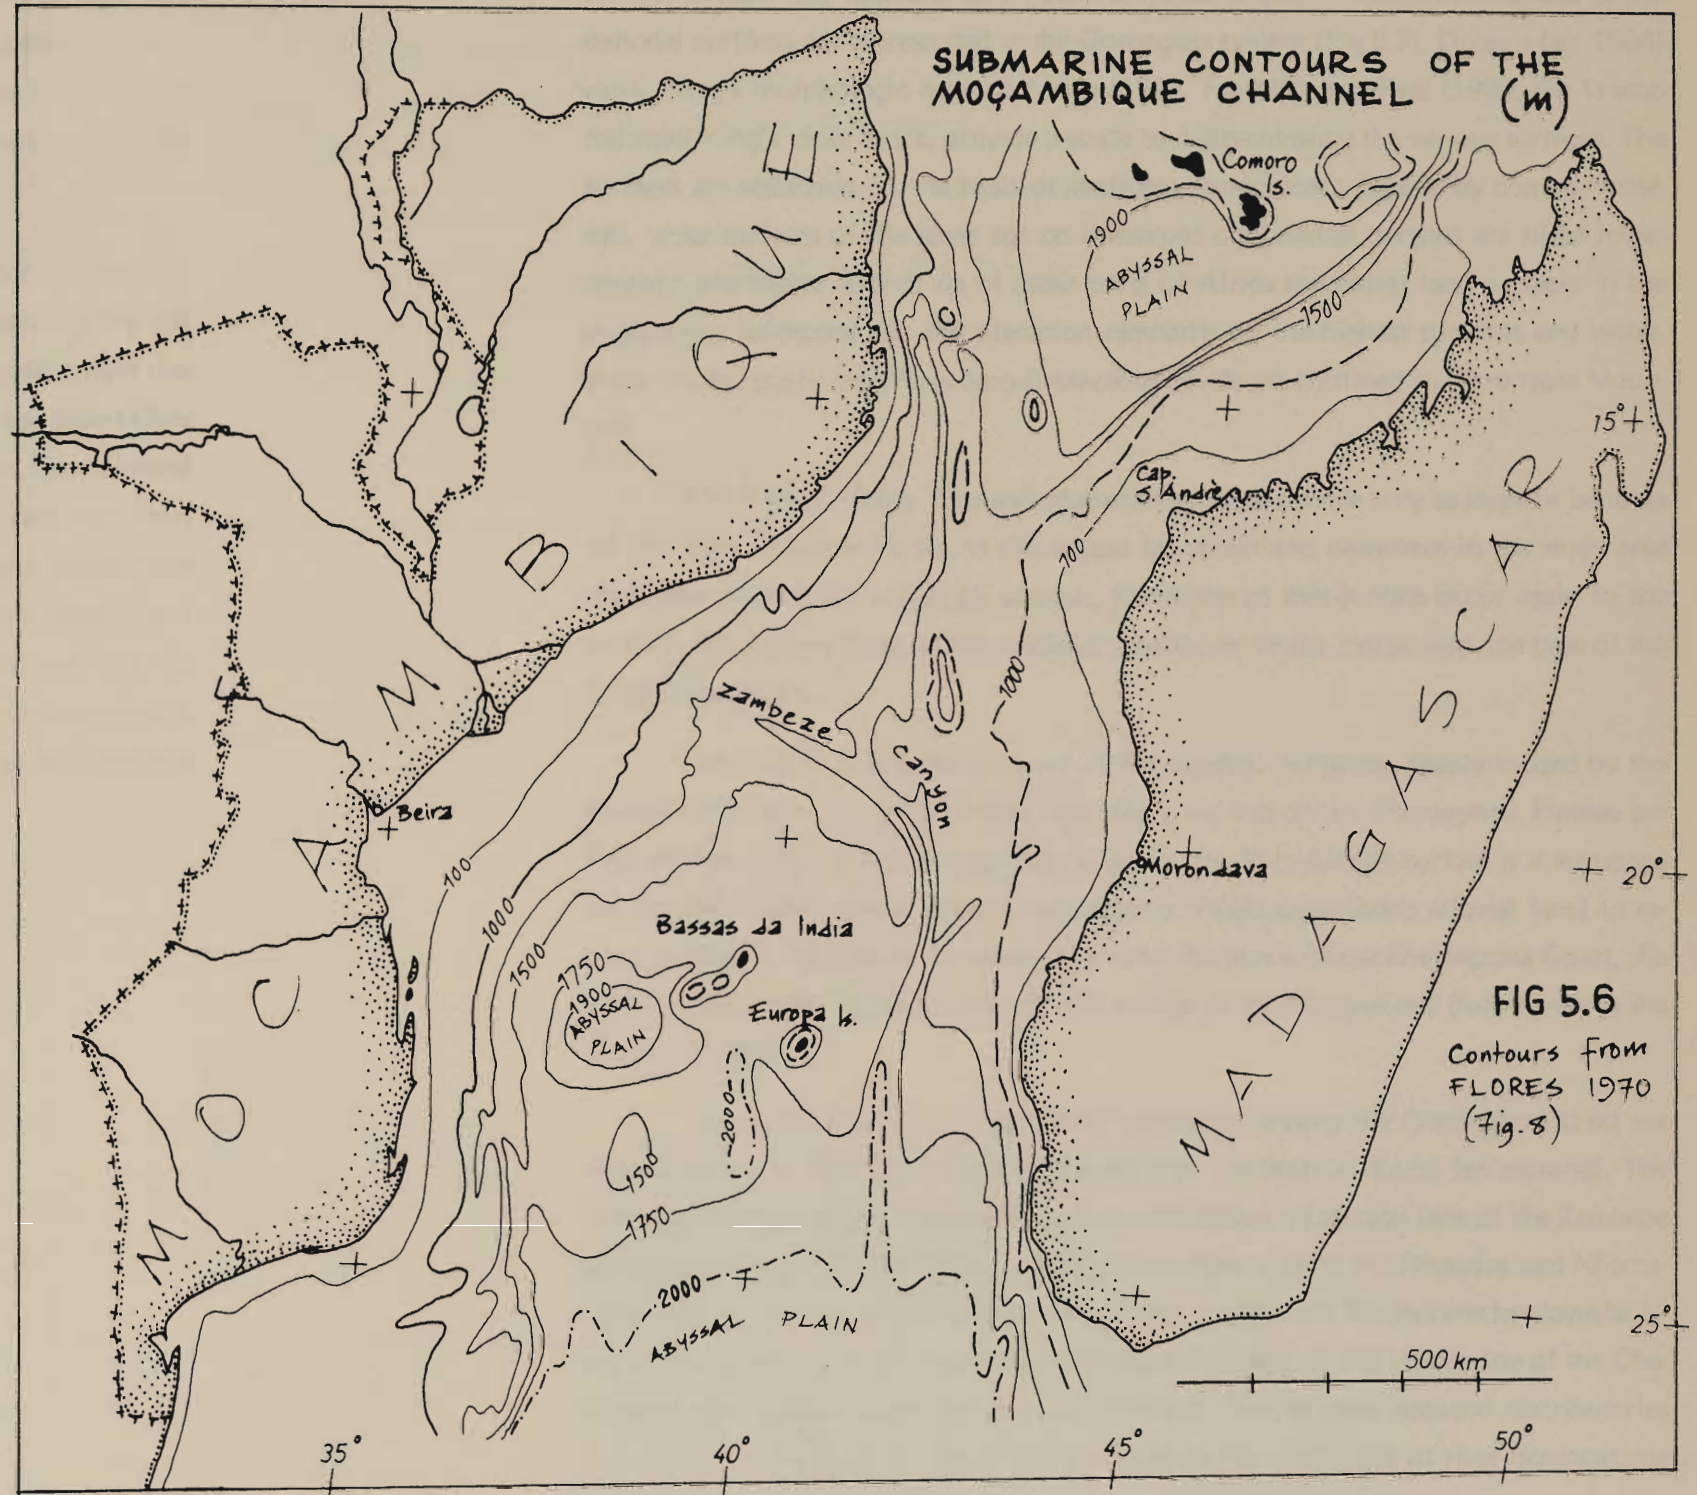 SUBMARINE CONTOURS OF THE
MOÇAMBIQUE CHANNEL (m)
Comoro
Is.
1900
ABYSSAL
PLAIN
1500
15°
Cap.
S. Andrè
100
1000
Zambeze
Canyon
MOÇAMBIQUE
MADAGASCAR
Beira
Morondava
20°
100
1000
1500
Bassas da India
1750
1900
ABYSSAL
PLAIN
Europa Is.
FIG 5.6
Contours from
FLORES 1970
(Fig. 8)
2000
1500
1750
2000
ABYSSAL PLAIN
25°
500 km
35° 40° 45° 50°